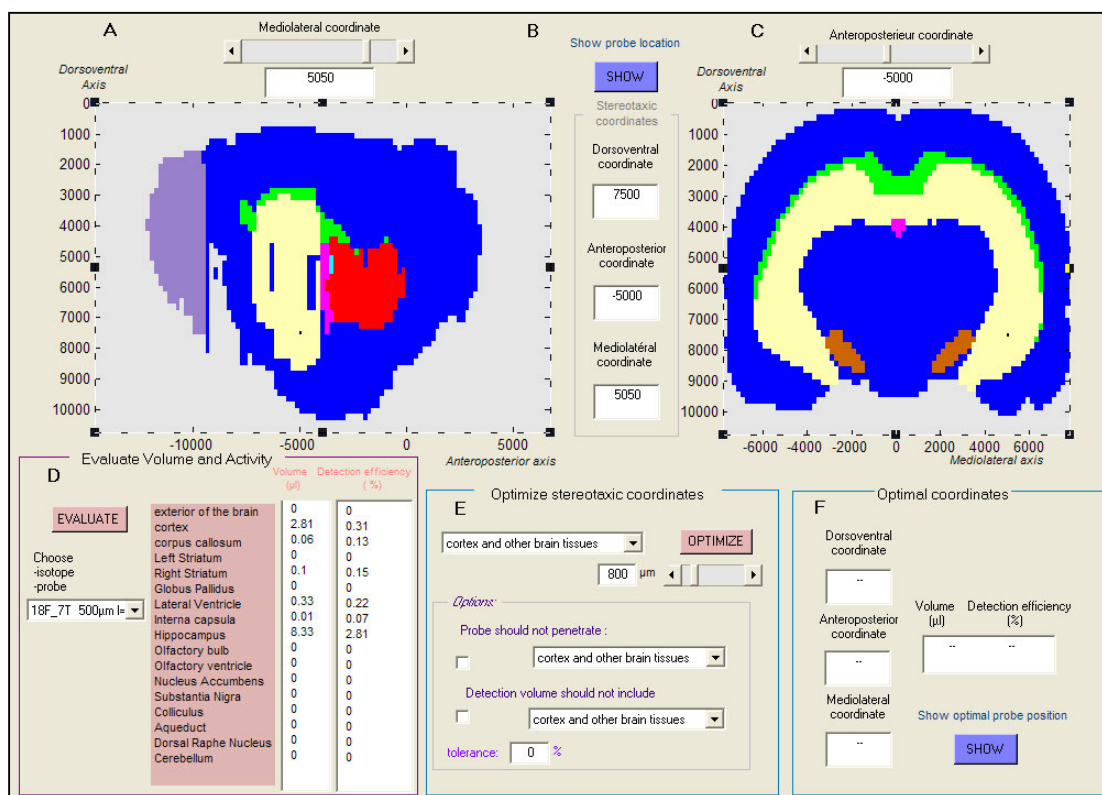 A
Mediolateral coordinate
5050
Dorsoventral
Axis
0
1000
2000
3000
4000
5000
6000
7000
8000
9000
10000
-10000
-5000
0
5000
Anteroposterior axis
B
Show probe location
SHOW
Stereotaxic
coordinates
Dorsoventral
coordinate
7500
Anteroposterior
coordinate
-5000
Mediolatéral
coordinate
5050
C
Anteroposterieur coordinate
-5000
Dorsoventral
Axis
0
1000
2000
3000
4000
5000
6000
7000
8000
9000
10000
-6000 -4000 -2000 0 2000 4000 6000
Mediolateral axis
Evaluate Volume and Activity
D
Volume Detection efficiency
(µl) ( %)
EVALUATE
Choose
-isotope
-probe
18F_7T 500µm l=
exterior of the brain 0 0
cortex 2.81 0.31
corpus callosum 0.06 0.13
Left Striatum 0 0
Right Striatum 0.1 0.15
Globus Pallidus 0 0
Lateral Ventricle 0.33 0.22
Interna capsula 0.01 0.07
Hippocampus 8.33 2.81
Olfactory bulb 0 0
Olfactory ventricle 0 0
Nucleus Accumbens 0 0
Substantia Nigra 0 0
Colliculus 0 0
Aqueduct 0 0
Dorsal Raphe Nucleus 0 0
Cerebellum 0 0
Optimize stereotaxic coordinates
E
cortex and other brain tissues
OPTIMIZE
800 µm
Options:
Probe should not penetrate :
cortex and other brain tissues
Detection volume should not include
cortex and other brain tissues
tolerance: 0 %
Optimal coordinates
F
Dorsoventral
coordinate
--
Anteroposterior
coordinate
--
Mediolateral
coordinate
--
Volume Detection efficiency
(µl) (%)
-- --
Show optimal probe position
SHOW